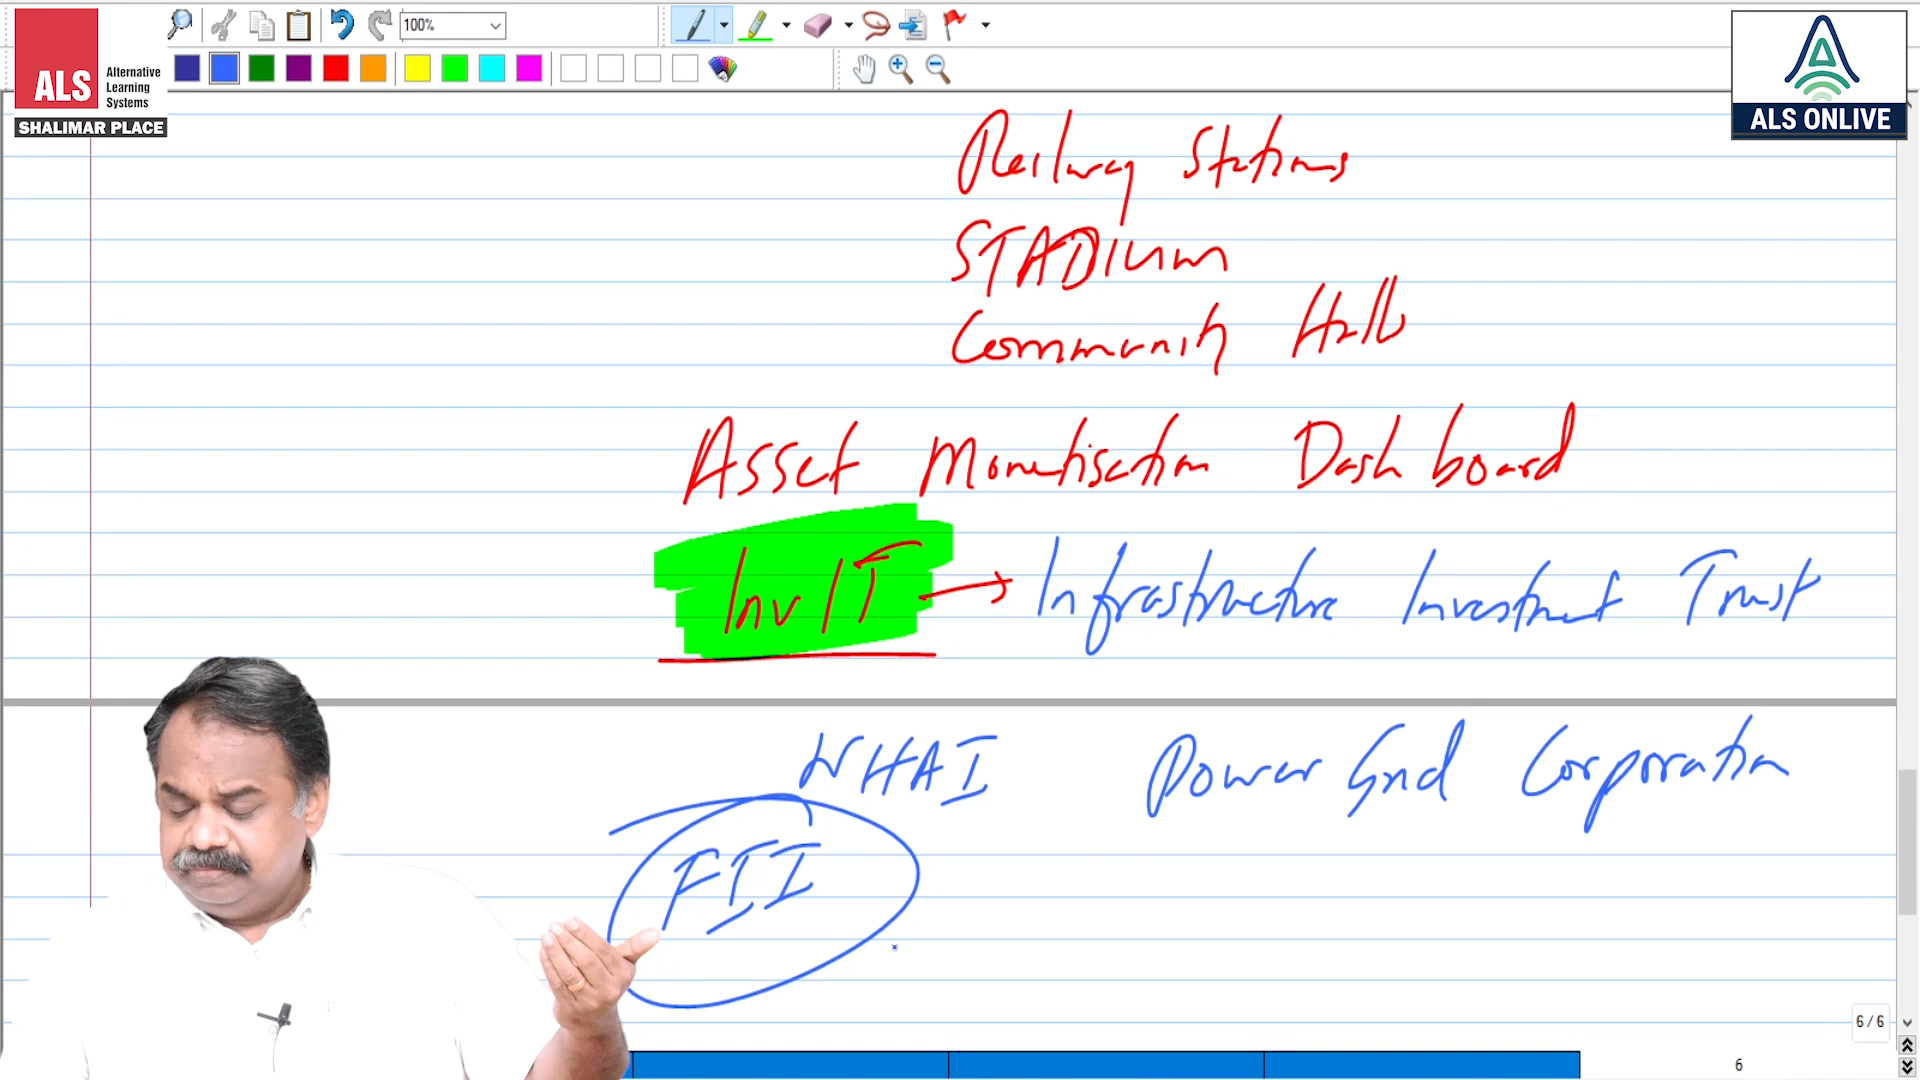 100%
ALS
Alternative
Learning
Systems
SHALIMAR PLACE
ALS ONLIVE
Railway Stations
STADIUM
Community Halls
Asset Monetisation Dashboard
InvIT → Infrastructure Investment Trust
NHAI Power Grid Corporation
FII
6 / 6
6